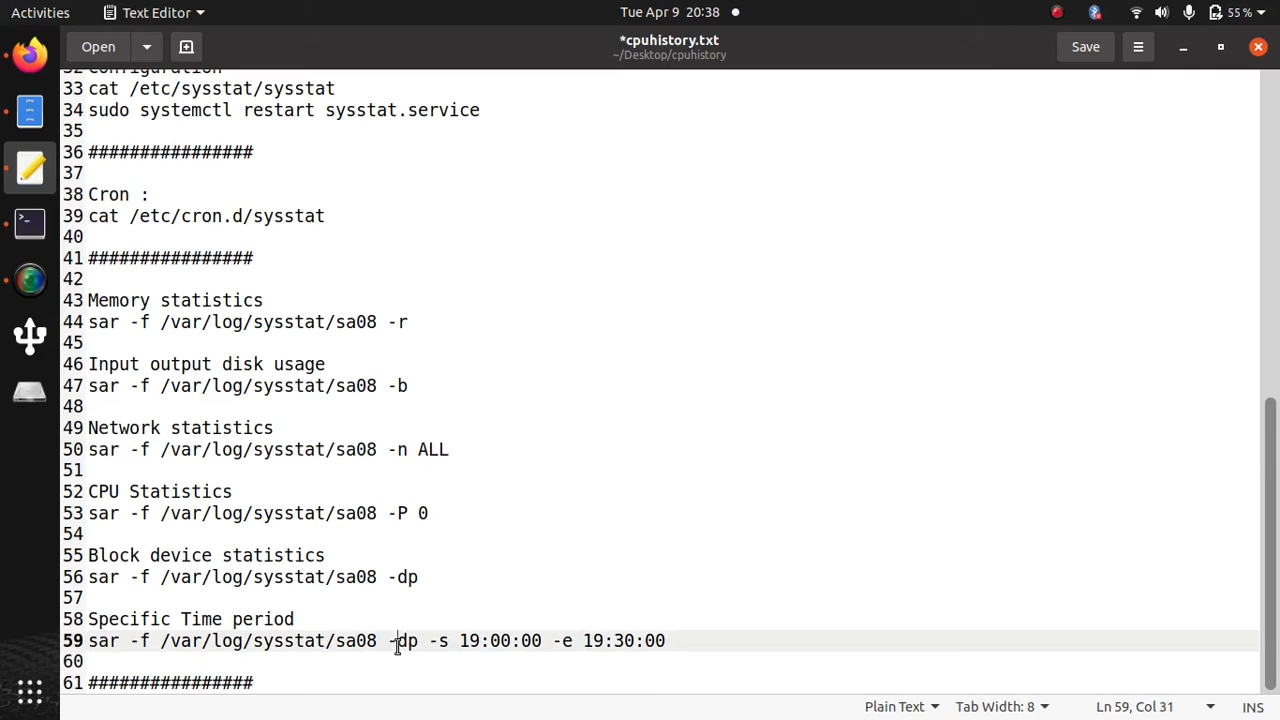 Activities
Text Editor
Tue Apr 9 20:38
55 %
Open
*cpuhistory.txt
~/Desktop/cpuhistory
Save
32 Configuration
33 cat /etc/sysstat/sysstat
34 sudo systemctl restart sysstat.service
35
36 ################
37
38 Cron :
39 cat /etc/cron.d/sysstat
40
41 ################
42
43 Memory statistics
44 sar -f /var/log/sysstat/sa08 -r
45
46 Input output disk usage
47 sar -f /var/log/sysstat/sa08 -b
48
49 Network statistics
50 sar -f /var/log/sysstat/sa08 -n ALL
51
52 CPU Statistics
53 sar -f /var/log/sysstat/sa08 -P 0
54
55 Block device statistics
56 sar -f /var/log/sysstat/sa08 -dp
57
58 Specific Time period
59 sar -f /var/log/sysstat/sa08 -dp -s 19:00:00 -e 19:30:00
60
61 ################
Plain Text
Tab Width: 8
Ln 59, Col 31
INS